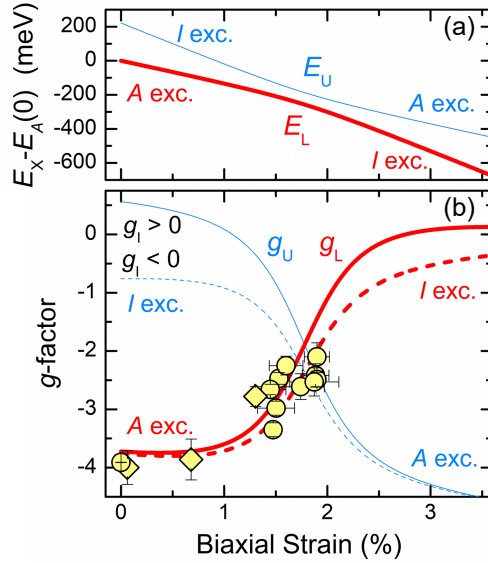 (a)
I exc.
E_U
A exc.
A exc.
E_L
I exc.
E_X-E_A(0) (meV)
200
0
-200
-400
-600
(b)
g_I > 0
g_I < 0
g_U
g_L
I exc.
I exc.
A exc.
A exc.
g-factor
0
-1
-2
-3
-4
0
1
2
3
Biaxial Strain (%)